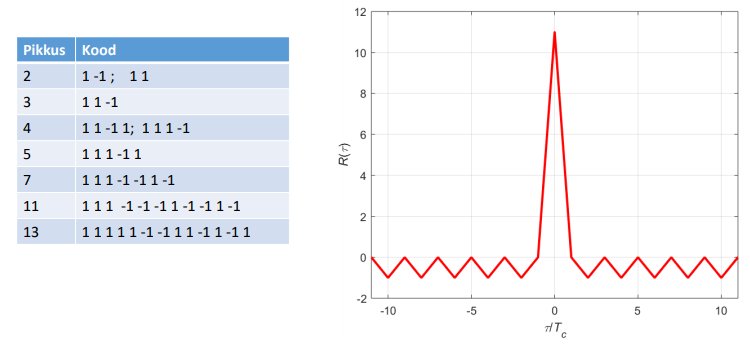 Pikkus Kood
2 1 -1 ; 1 1
3 1 1 -1
4 1 1 -1 1; 1 1 1 -1
5 1 1 1 -1 1
7 1 1 1 -1 -1 1 -1
11 1 1 1 -1 -1 -1 1 -1 -1 1 -1
13 1 1 1 1 1 -1 -1 1 1 -1 1 -1 1
12
10
8
6
4
2
0
-2
R(τ)
-10 -5 0 5 10
τ/T_c